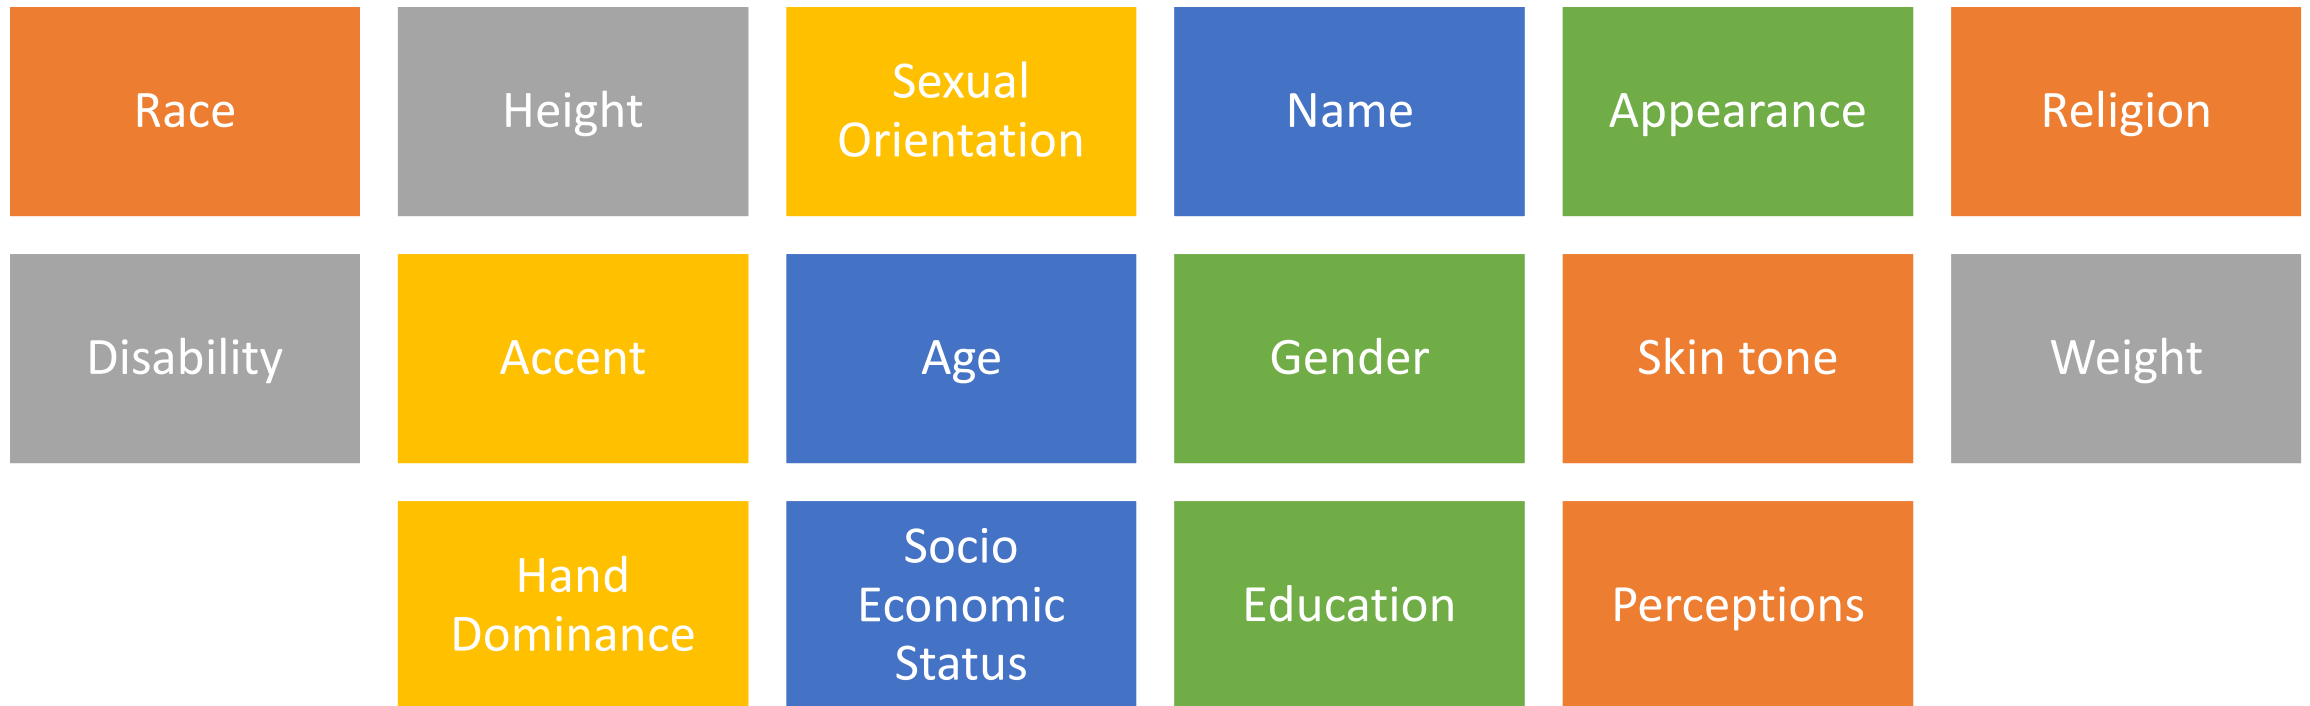 Race
Height
Sexual
Orientation
Name
Appearance
Religion
Disability
Accent
Age
Gender
Skin tone
Weight
Hand
Dominance
Socio
Economic
Status
Education
Perceptions